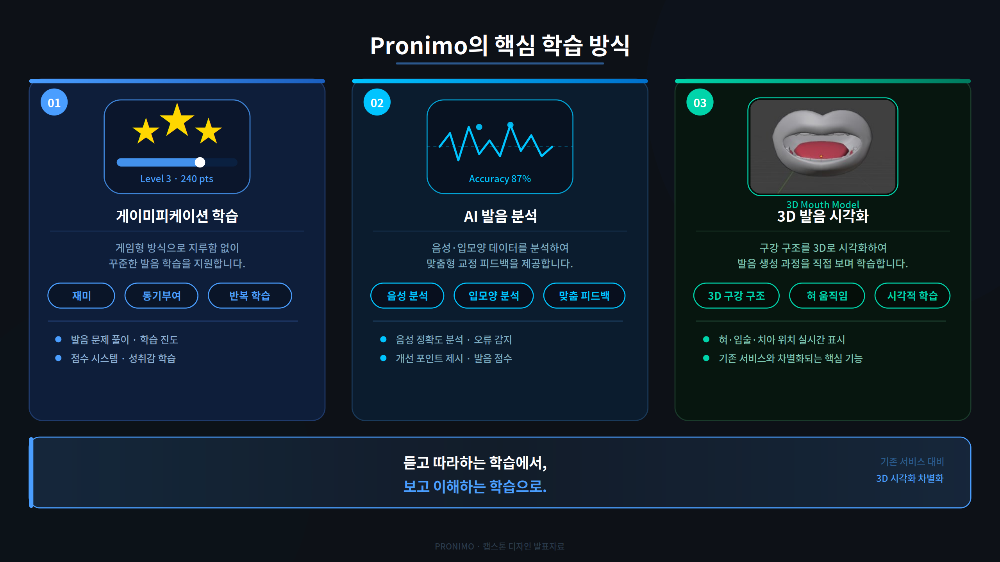 Pronimo의 핵심 학습 방식
01
Level 3 · 240 pts
게이미피케이션 학습
게임형 방식으로 지루함 없이
꾸준한 발음 학습을 지원합니다.
재미
동기부여
반복 학습
발음 문제 풀이 · 학습 진도
점수 시스템 · 성취감 학습
02
Accuracy 87%
AI 발음 분석
음성·입모양 데이터를 분석하여
맞춤형 교정 피드백을 제공합니다.
음성 분석
입모양 분석
맞춤 피드백
음성 정확도 분석 · 오류 감지
개선 포인트 제시 · 발음 점수
03
3D Mouth Model
3D 발음 시각화
구강 구조를 3D로 시각화하여
발음 생성 과정을 직접 보며 학습합니다.
3D 구강 구조
혀 움직임
시각적 학습
혀·입술·치아 위치 실시간 표시
기존 서비스와 차별화되는 핵심 기능
듣고 따라하는 학습에서,
보고 이해하는 학습으로.
기존 서비스 대비
3D 시각화 차별화
PRONIMO · 캡스톤 디자인 발표자료